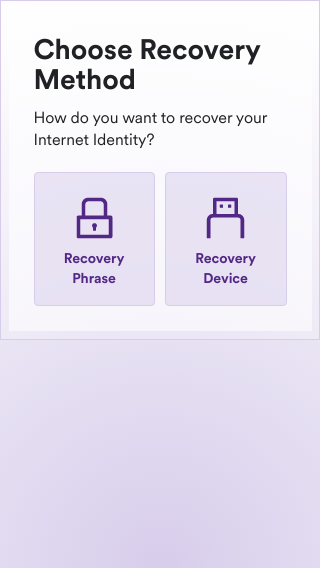 Choose Recovery
Method
How do you want to recover your
Internet Identity?
Recovery
Phrase
Recovery
Device